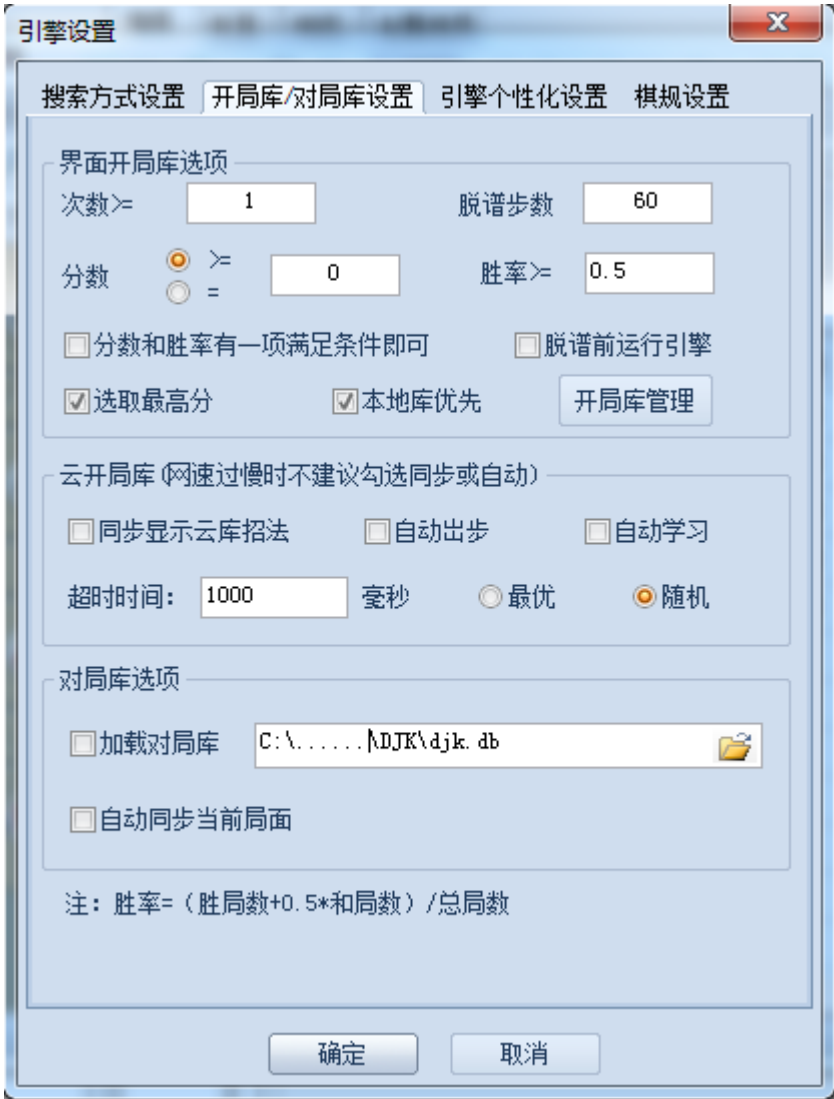 引擎设置
搜索方式设置 开局库/对局库设置 引擎个性化设置 棋规设置
界面开局库选项
次数>= 1 脱谱步数 60
分数 >= 0 胜率>= 0.5
=
分数和胜率有一项满足条件即可 脱谱前运行引擎
选取最高分 本地库优先 开局库管理
云开局库(网速过慢时不建议勾选同步或自动)
同步显示云库招法 自动出步 自动学习
超时时间: 1000 毫秒 最优 随机
对局库选项
加载对局库 C:\......\DJK\djk.db
自动同步当前局面
注: 胜率=(胜局数+0.5*和局数)/总局数
确定 取消